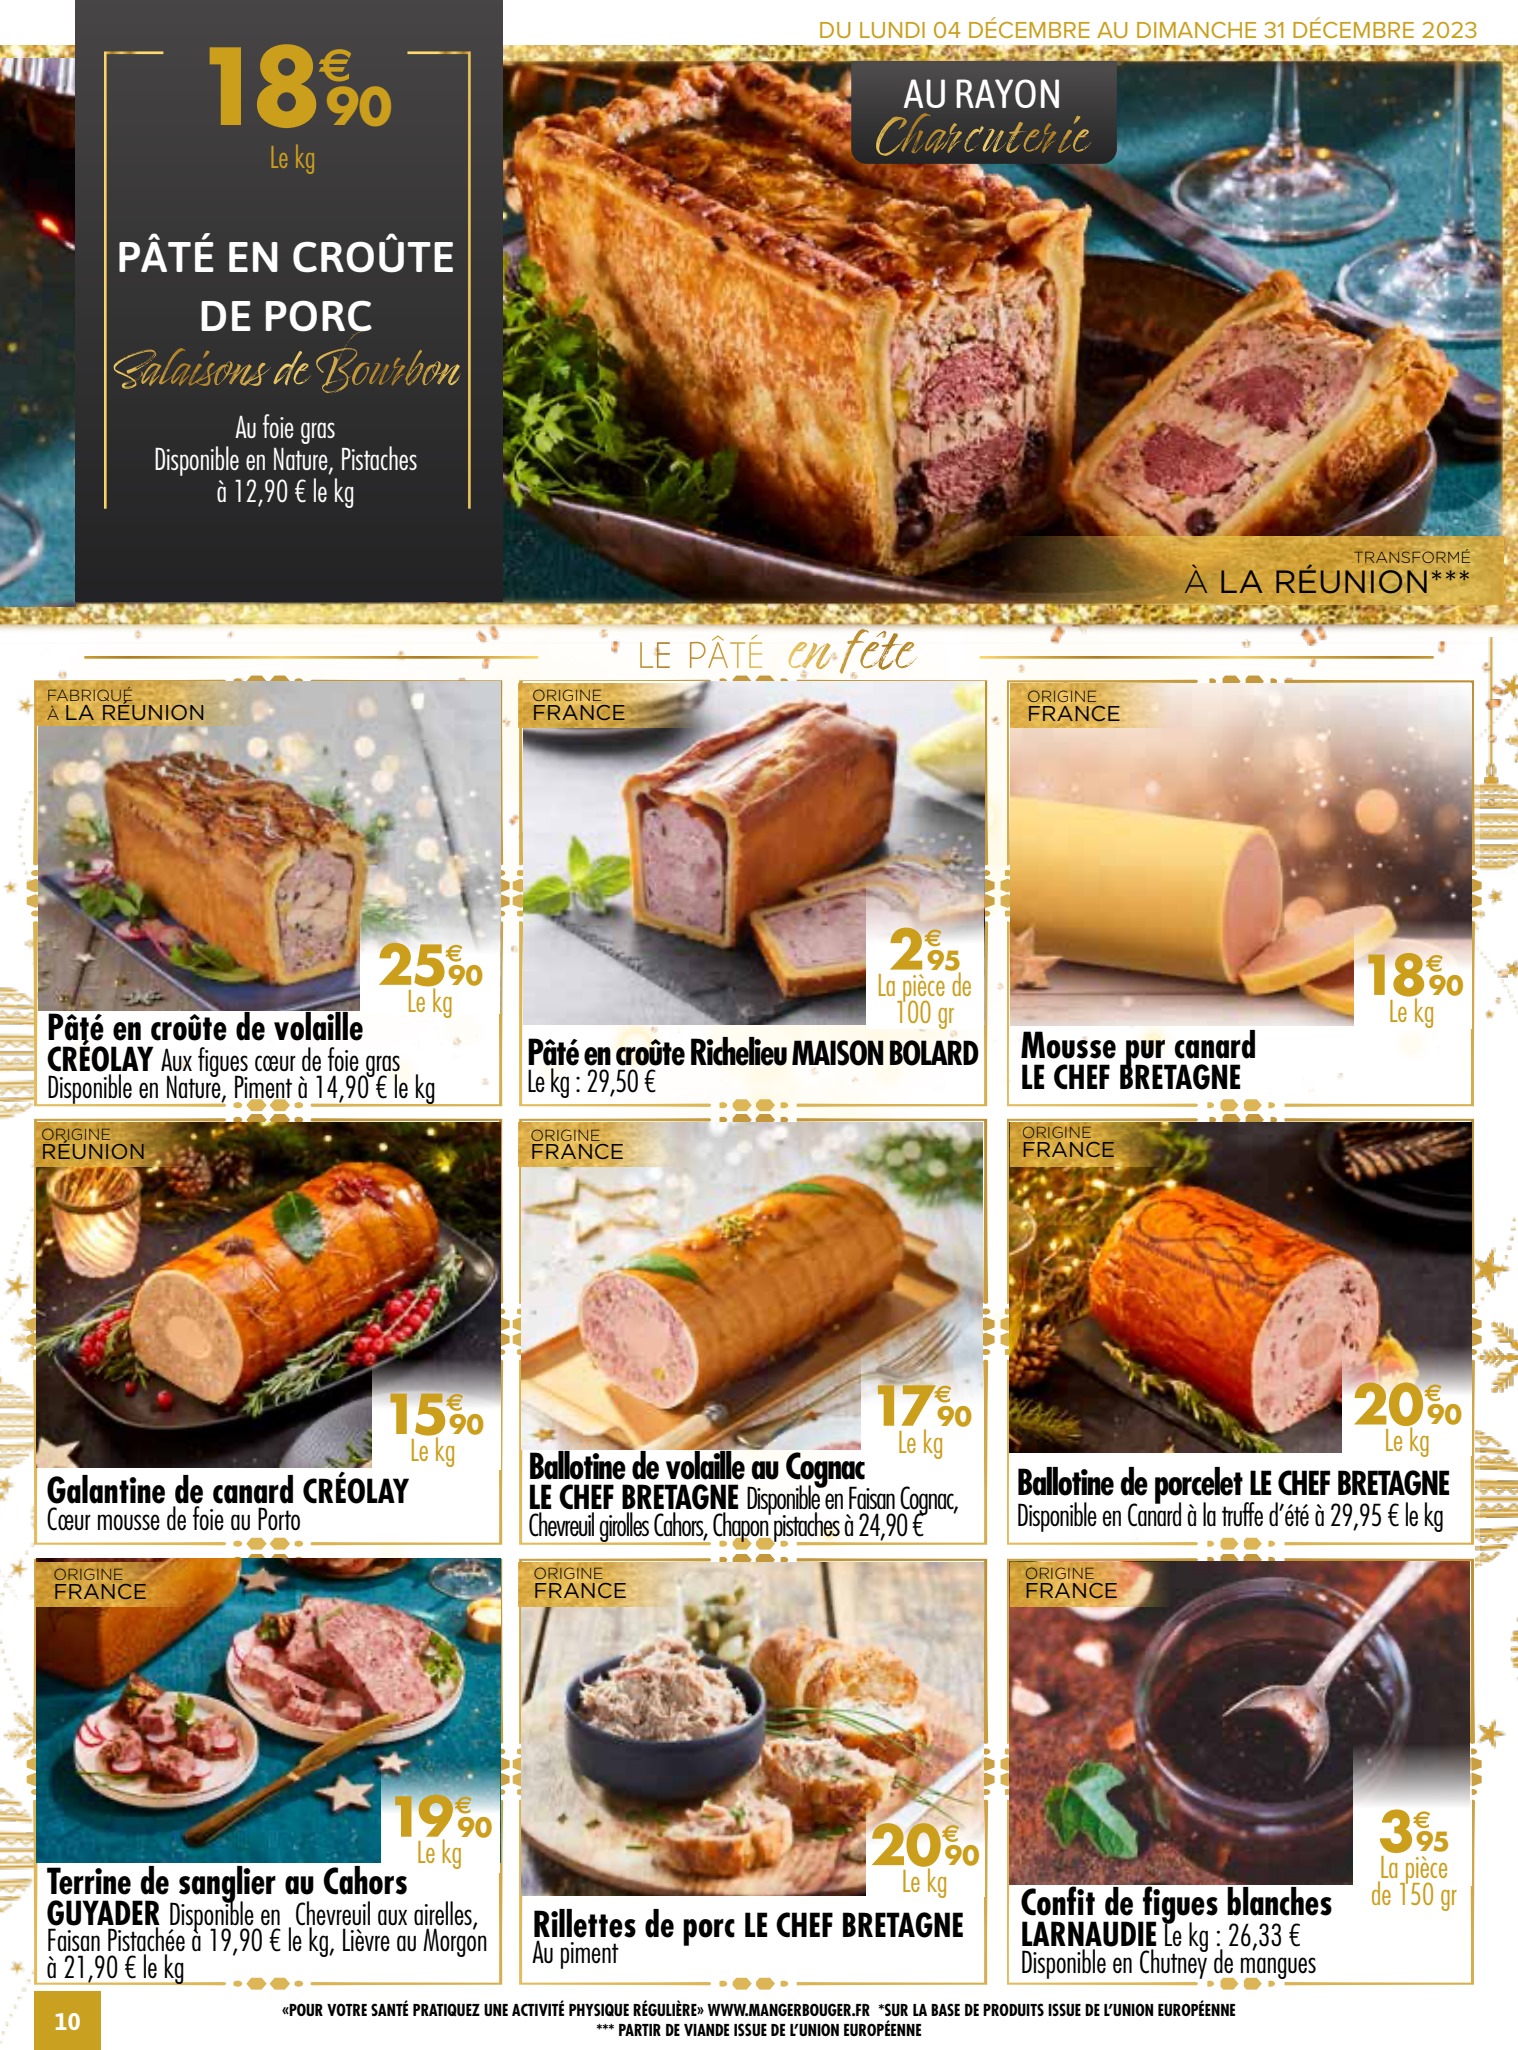 DU LUNDI 04 DÉCEMBRE AU DIMANCHE 31 DÉCEMBRE 2023
18€90
Le kg
PÂTÉ EN CROÛTE
DE PORC
Salaisons de Bourbon
Au foie gras
Disponible en Nature, Pistaches
à 12,90 € le kg
AU RAYON
Charcuterie
TRANSFORMÉ
À LA RÉUNION***
LE PÂTÉ en fête
FABRIQUÉ
À LA RÉUNION
25€90
Le kg
Pâté en croûte de volaille
CRÉOLAY Aux figues cœur de foie gras
Disponible en Nature, Piment à 14,90 € le kg
ORIGINE
FRANCE
2€95
La pièce de
100 gr
Pâté en croûte Richelieu MAISON BOLARD
Le kg : 29,50 €
ORIGINE
FRANCE
18€90
Le kg
Mousse pur canard
LE CHEF BRETAGNE
ORIGINE
RÉUNION
15€90
Le kg
Galantine de canard CRÉOLAY
Cœur mousse de foie au Porto
ORIGINE
FRANCE
17€90
Le kg
Ballotine de volaille au Cognac
LE CHEF BRETAGNE Disponible en Faisan Cognac,
Chevreuil girolles Cahors, Chapon pistaches à 24,90 €
ORIGINE
FRANCE
20€90
Le kg
Ballotine de porcelet LE CHEF BRETAGNE
Disponible en Canard à la truffe d'été à 29,95 € le kg
ORIGINE
FRANCE
19€90
Le kg
Terrine de sanglier au Cahors
GUYADER Disponible en Chevreuil aux airelles,
Faisan Pistachée à 19,90 € le kg, Lièvre au Morgon
à 21,90 € le kg
ORIGINE
FRANCE
20€90
Le kg
Rillettes de porc LE CHEF BRETAGNE
Au piment
ORIGINE
FRANCE
3€95
La pièce
de 150 gr
Confit de figues blanches
LARNAUDIE Le kg : 26,33 €
Disponible en Chutney de mangues
10
«POUR VOTRE SANTÉ PRATIQUEZ UNE ACTIVITÉ PHYSIQUE RÉGULIÈRE» WWW.MANGERBOUGER.FR *SUR LA BASE DE PRODUITS ISSUE DE L'UNION EUROPÉENNE
*** PARTIR DE VIANDE ISSUE DE L'UNION EUROPÉENNE